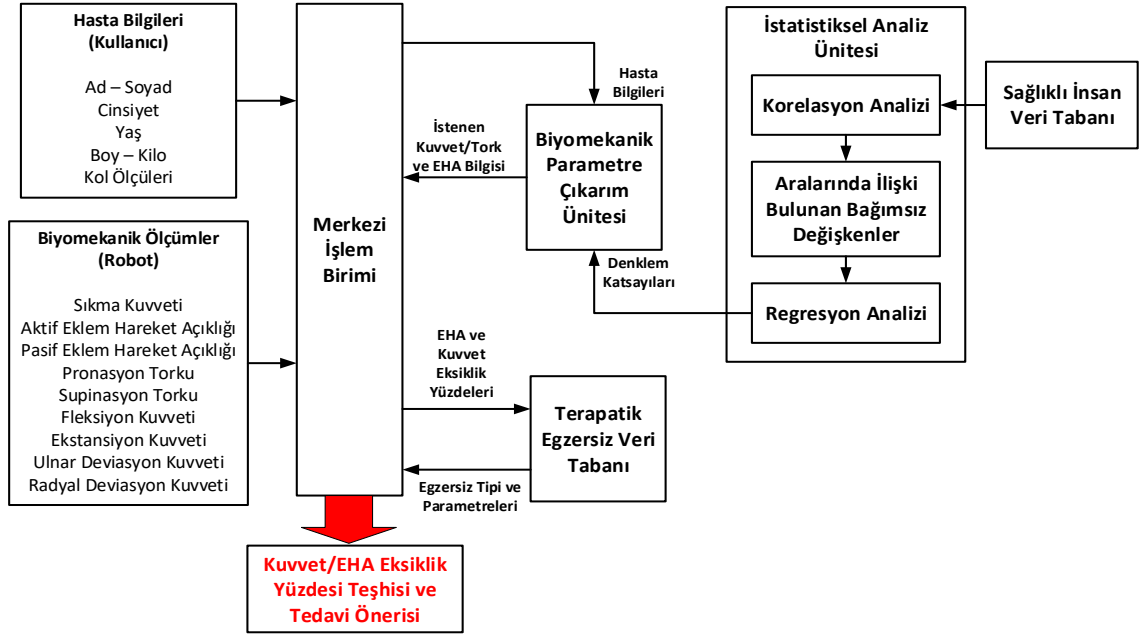 Hasta Bilgileri
(Kullanıcı)
Ad – Soyad
Cinsiyet
Yaş
Boy – Kilo
Kol Ölçüleri
Biyomekanik Ölçümler
(Robot)
Sıkma Kuvveti
Aktif Eklem Hareket Açıklığı
Pasif Eklem Hareket Açıklığı
Pronasyon Torku
Supinasyon Torku
Fleksiyon Kuvveti
Ekstansiyon Kuvveti
Ulnar Deviasyon Kuvveti
Radyal Deviasyon Kuvveti
Merkezi
İşlem
Birimi
Hasta
Bilgileri
İstenen
Kuvvet/Tork
ve EHA Bilgisi
Biyomekanik
Parametre
Çıkarım
Ünitesi
Denklem
Katsayıları
EHA ve
Kuvvet
Eksiklik
Yüzdeleri
Terapatik
Egzersiz Veri
Tabanı
Egzersiz Tipi ve
Parametreleri
İstatistiksel Analiz
Ünitesi
Korelasyon Analizi
Aralarında İlişki
Bulunan Bağımsız
Değişkenler
Regresyon Analizi
Sağlıklı İnsan
Veri Tabanı
Kuvvet/EHA Eksiklik
Yüzdesi Teşhisi ve
Tedavi Önerisi